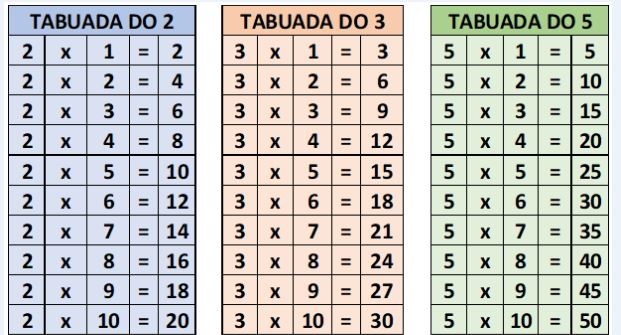 TABUADA DO 2
2 x 1 = 2
2 x 2 = 4
2 x 3 = 6
2 x 4 = 8
2 x 5 = 10
2 x 6 = 12
2 x 7 = 14
2 x 8 = 16
2 x 9 = 18
2 x 10 = 20
TABUADA DO 3
3 x 1 = 3
3 x 2 = 6
3 x 3 = 9
3 x 4 = 12
3 x 5 = 15
3 x 6 = 18
3 x 7 = 21
3 x 8 = 24
3 x 9 = 27
3 x 10 = 30
TABUADA DO 5
5 x 1 = 5
5 x 2 = 10
5 x 3 = 15
5 x 4 = 20
5 x 5 = 25
5 x 6 = 30
5 x 7 = 35
5 x 8 = 40
5 x 9 = 45
5 x 10 = 50